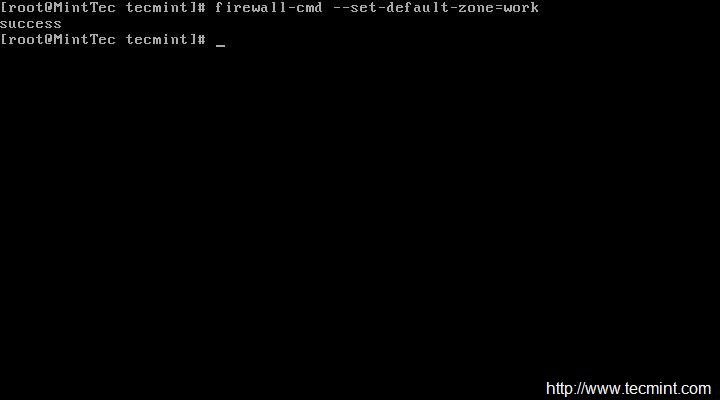 [root@MintTec tecmint]# firewall-cmd --set-default-zone=work
success
[root@MintTec tecmint]# _
http://www.tecmint.com